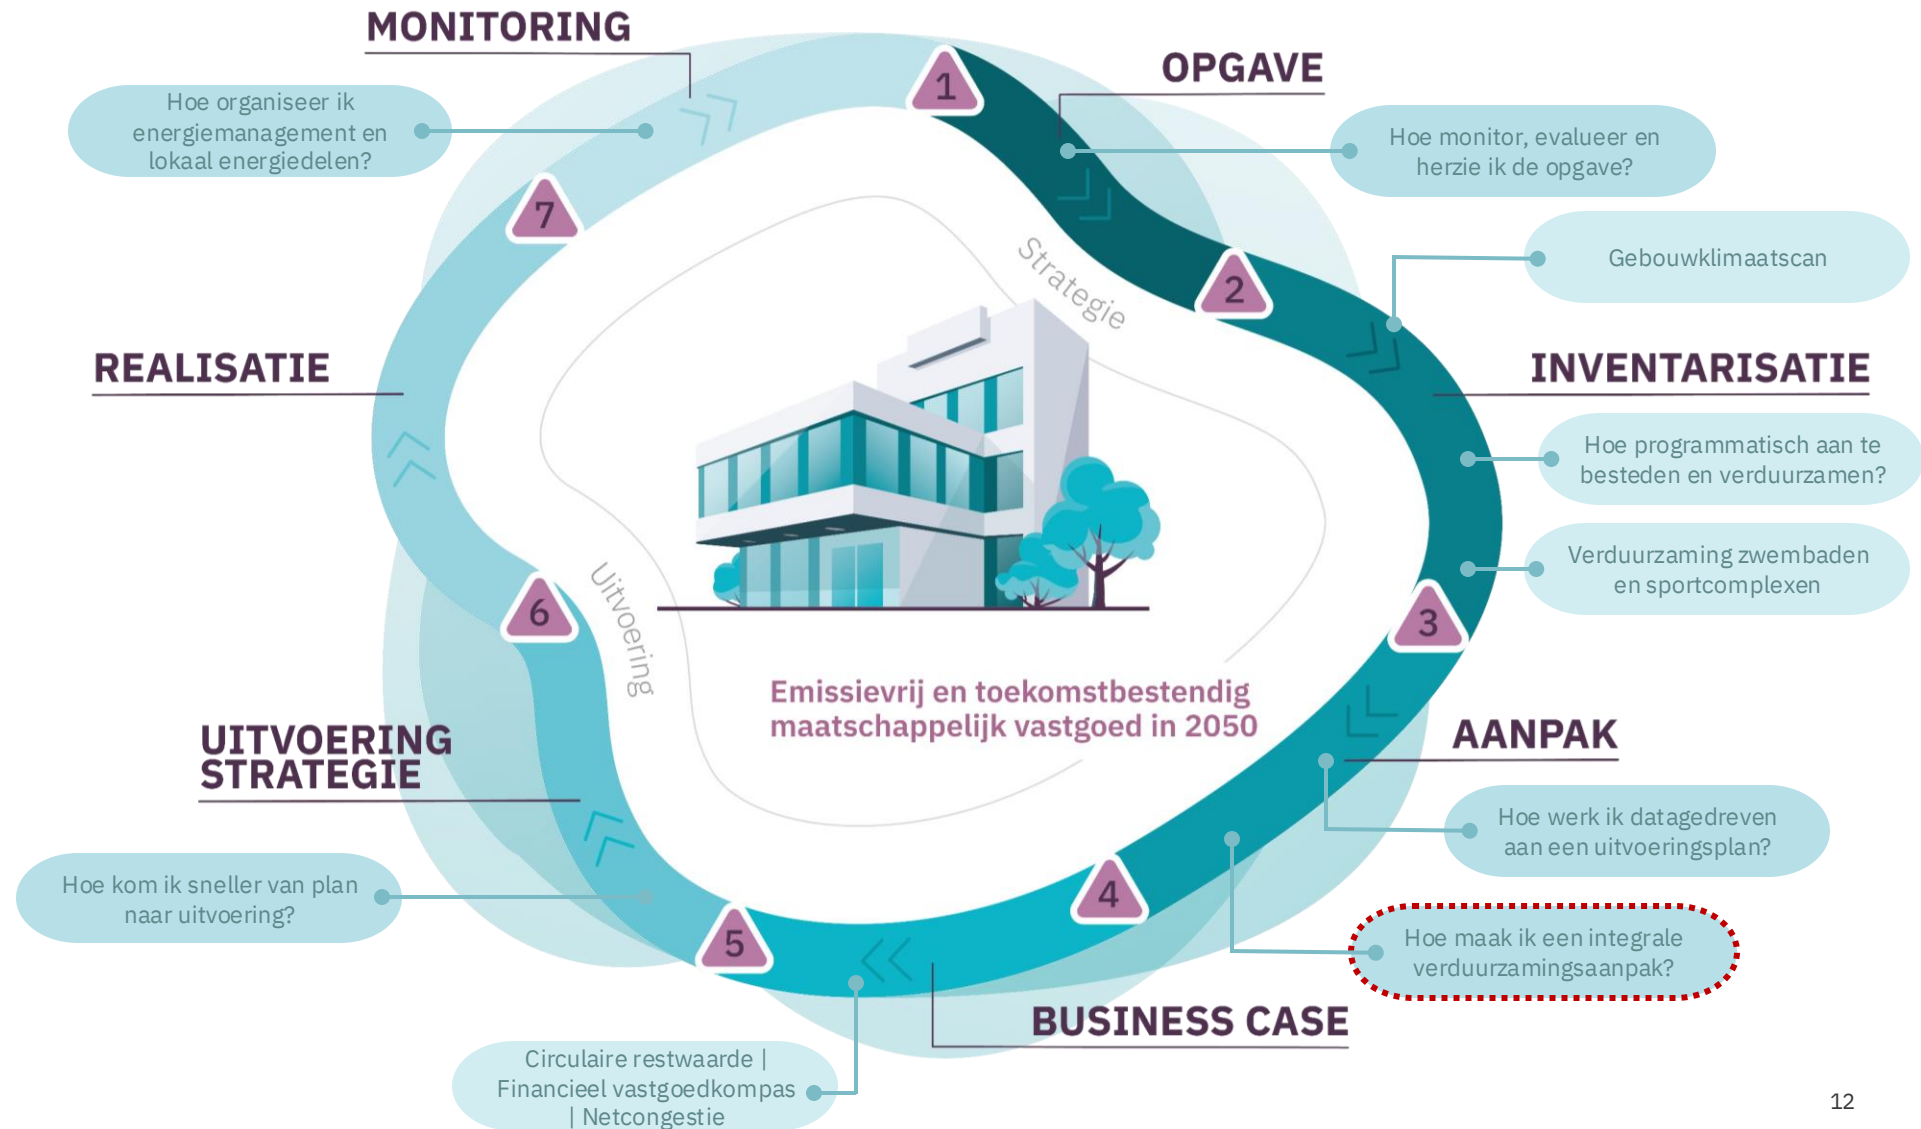 MONITORING
Hoe organiseer ik
energiemanagement en
lokaal energiedelen?
1
OPGAVE
Hoe monitor, evalueer en
herzie ik de opgave?
7
Strategie
2
Gebouwklimaatscan
REALISATIE
INVENTARISATIE
Hoe programmatisch aan te
besteden en verduurzamen?
Verduurzaming zwembaden
en sportcomplexen
6
Uitvoering
3
Emissievrij en toekomstbestendig
maatschappelijk vastgoed in 2050
UITVOERING
STRATEGIE
AANPAK
Hoe werk ik datagedreven
aan een uitvoeringsplan?
Hoe kom ik sneller van plan
naar uitvoering?
4
5
Hoe maak ik een integrale
verduurzamingsaanpak?
BUSINESS CASE
Circulaire restwaarde |
Financieel vastgoedkompas
| Netcongestie
12